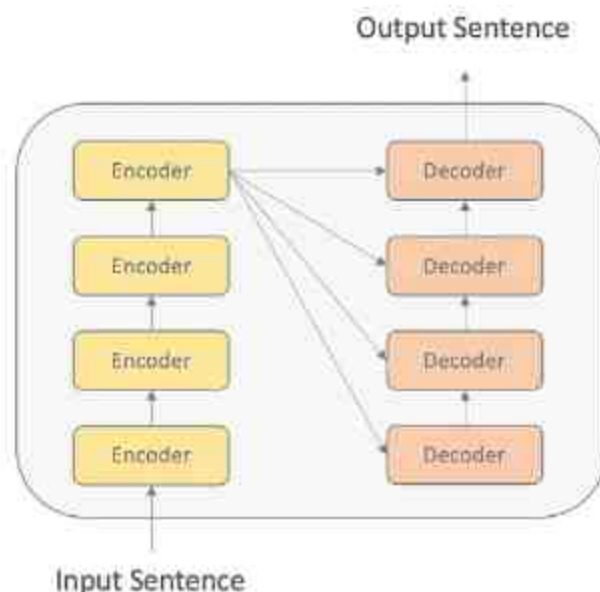 Output Sentence
Encoder
Decoder
Encoder
Decoder
Encoder
Decoder
Encoder
Decoder
Input Sentence